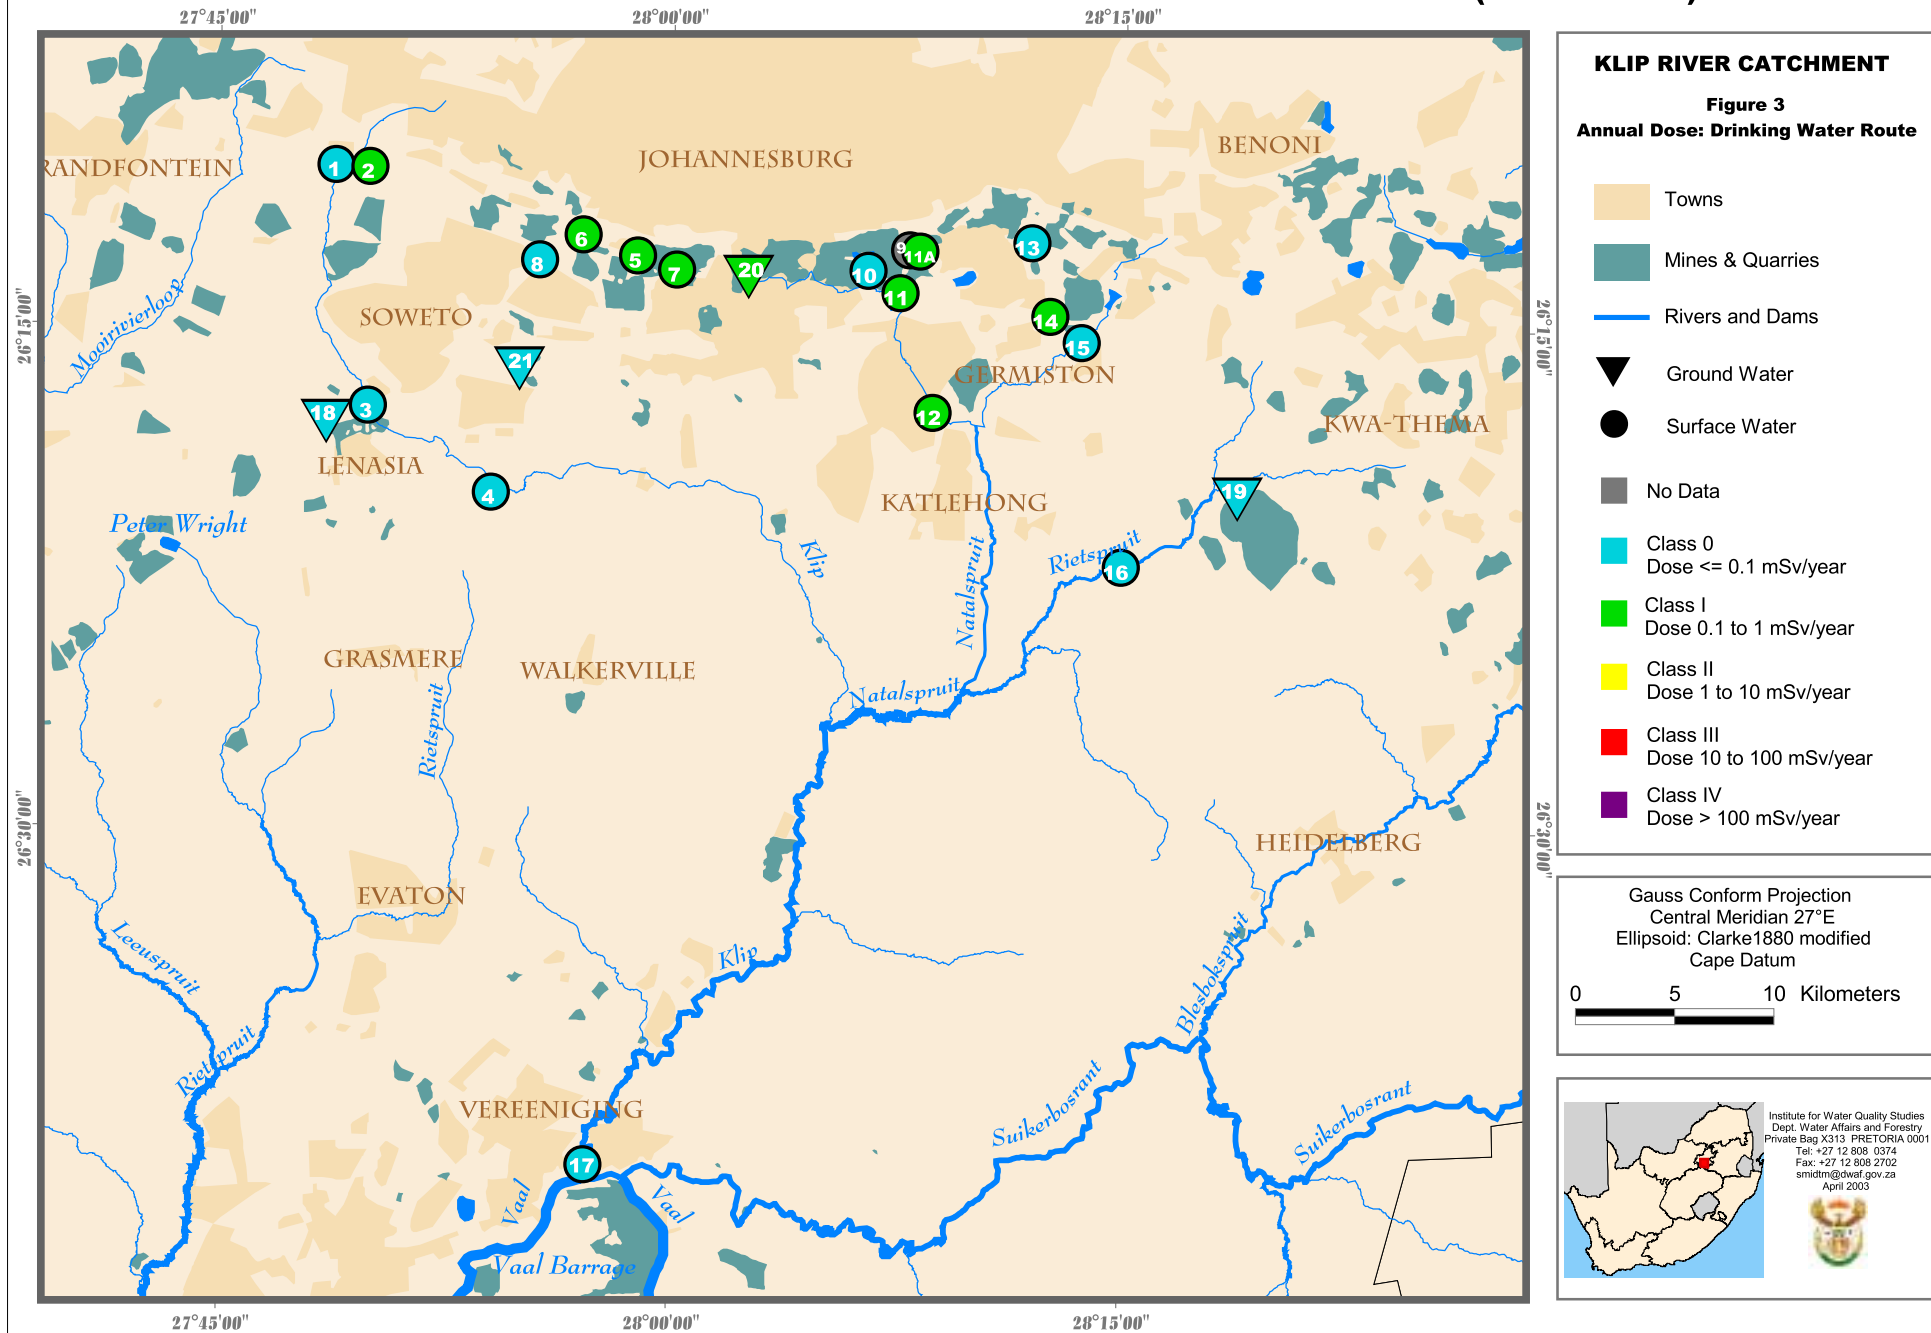 27°45'00"
28°00'00"
28°15'00"
26°15'00"
26°30'00"
26°15'00"
26°30'00"
27°45'00"
28°00'00"
28°15'00"
RANDFONTEIN
JOHANNESBURG
BENONI
SOWETO
LENASIA
GERMISTON
KWA-THEMA
KATLEHONG
GRASMERE
WALKERVILLE
HEIDELBERG
EVATON
VEREENIGING
Mooirivierloop
Peter Wright
Klip
Natalspruit
Rietspruit
Natalspruit
Rietspruit
Klip
Leeuspruit
Rietspruit
Blesbokspruit
Suikerbosrant
Suikerbosrant
Vaal
Vaal
Vaal Barrage
1
2
6
8
5
7
20
10
9
11A
11
13
14
15
21
18
3
12
4
19
16
17
KLIP RIVER CATCHMENT
Figure 3
Annual Dose: Drinking Water Route
Towns
Mines & Quarries
Rivers and Dams
Ground Water
Surface Water
No Data
Class 0
Dose <= 0.1 mSv/year
Class I
Dose 0.1 to 1 mSv/year
Class II
Dose 1 to 10 mSv/year
Class III
Dose 10 to 100 mSv/year
Class IV
Dose > 100 mSv/year
Gauss Conform Projection
Central Meridian 27°E
Ellipsoid: Clarke1880 modified
Cape Datum
0 5 10 Kilometers
Institute for Water Quality Studies
Dept. Water Affairs and Forestry
Private Bag X313 PRETORIA 0001
Tel: +27 12 808 0374
Fax: +27 12 808 2702
smidtm@dwaf.gov.za
April 2003